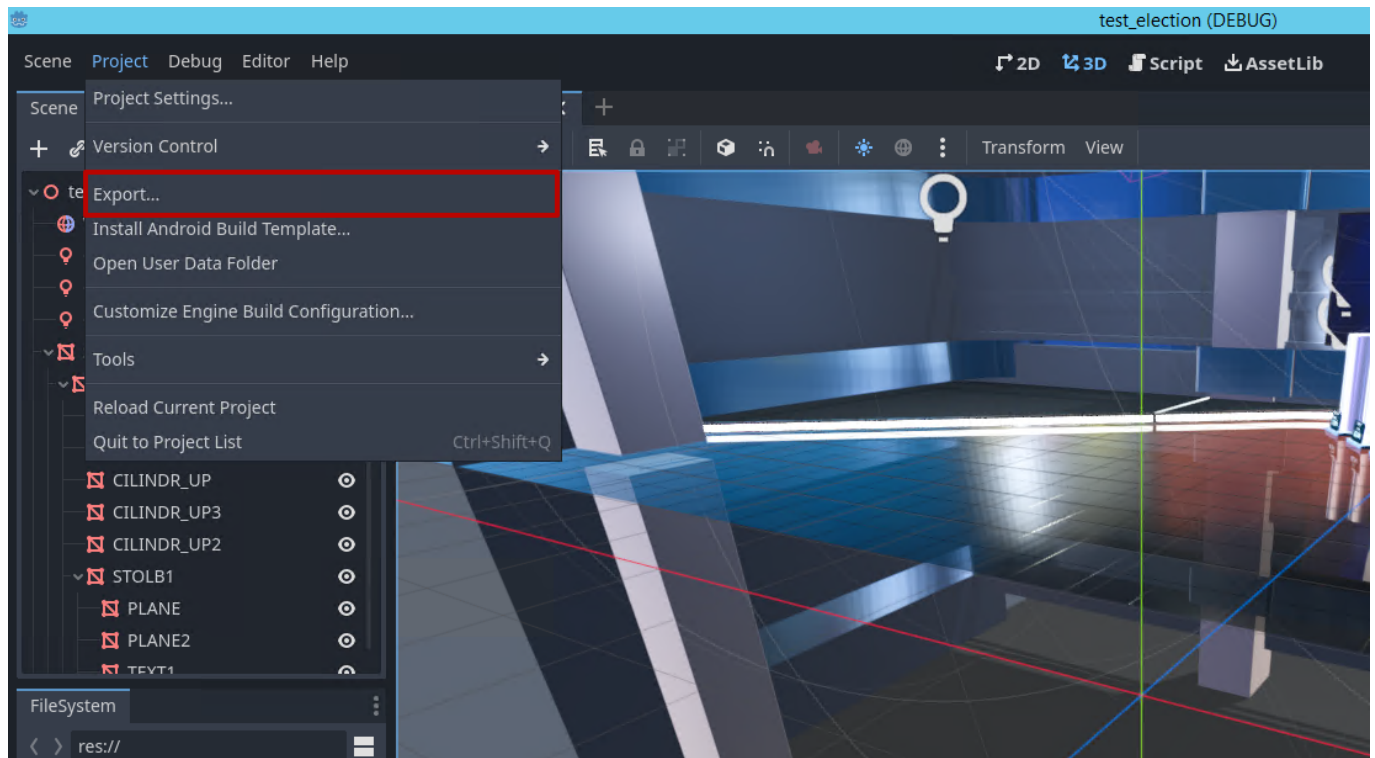 test_election (DEBUG)
Scene Project Debug Editor Help
2D 3D Script AssetLib
Scene
Project Settings...
Version Control
Transform View
Export...
Install Android Build Template...
Open User Data Folder
Customize Engine Build Configuration...
Tools
Reload Current Project
Quit to Project List Ctrl+Shift+Q
CILINDR_UP
CILINDR_UP3
CILINDR_UP2
STOLB1
PLANE
PLANE2
TEXT1
FileSystem
res://